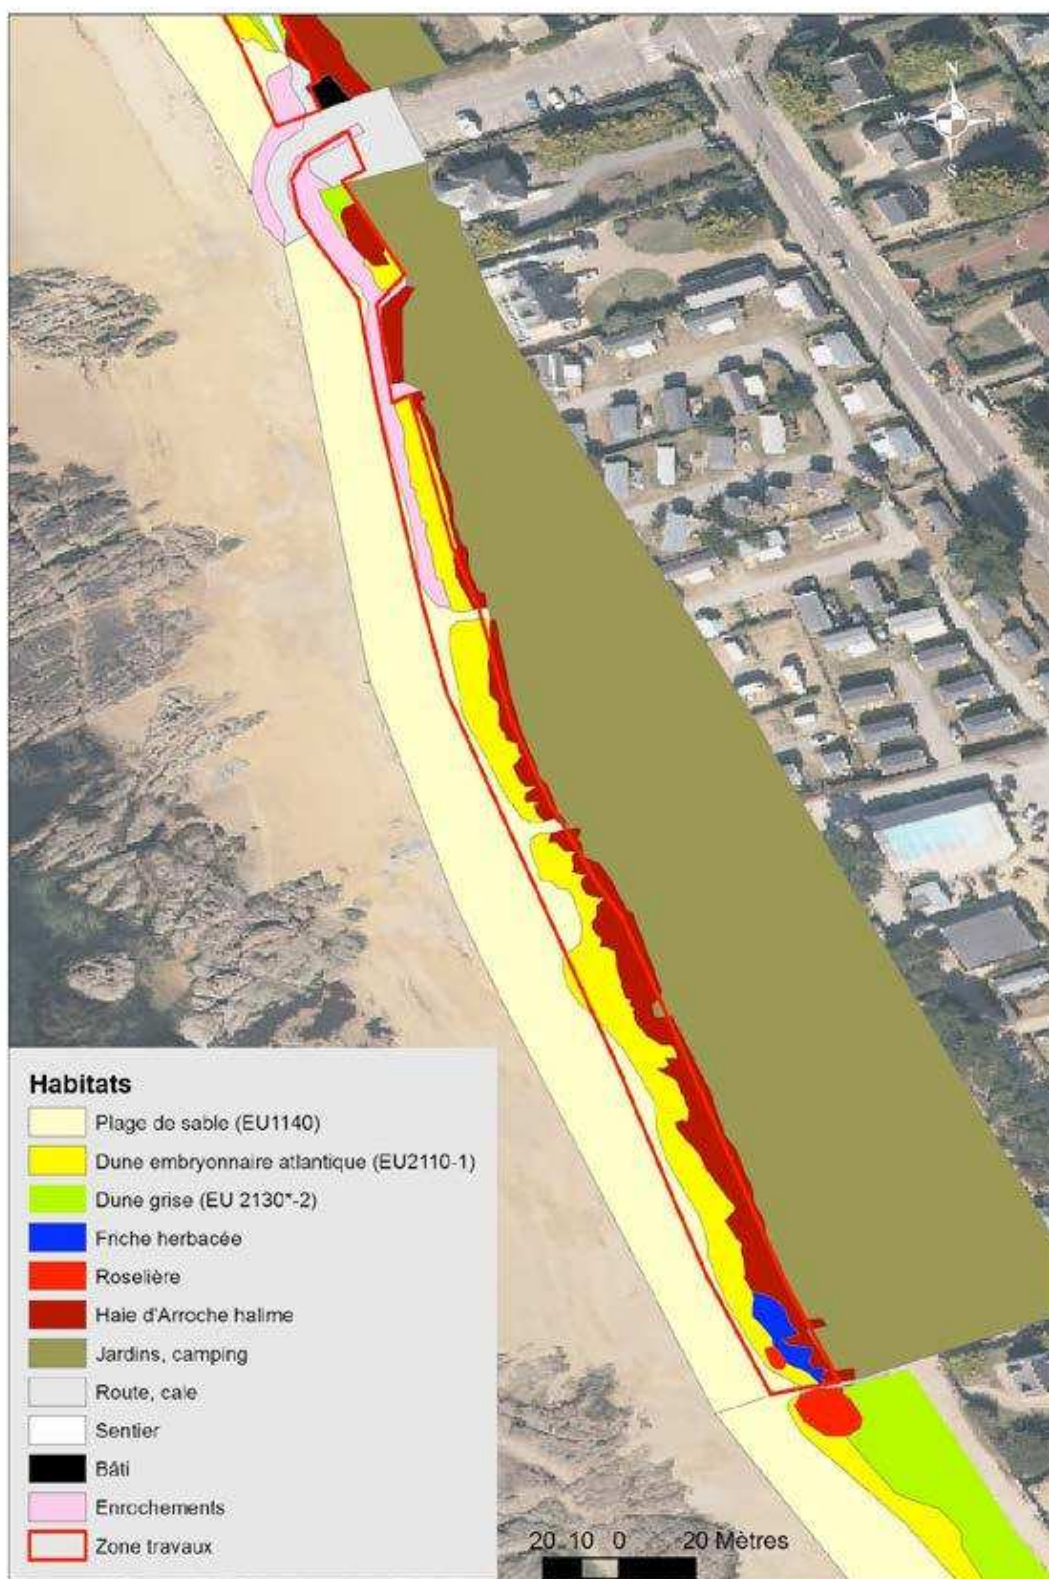 N
W E
S
Habitats
Plage de sable (EU1140)
Dune embryonnaire atlantique (EU2110-1)
Dune grise (EU 2130*-2)
Friche herbacée
Roselière
Haie d'Arroche halime
Jardins, camping
Route, cale
Sentier
Bâti
Enrochements
Zone travaux
20 10 0 20 Mètres